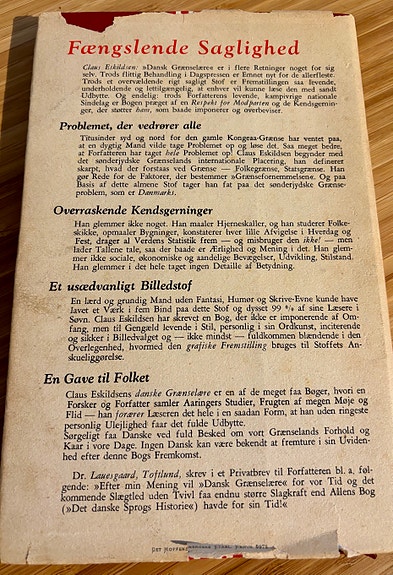 Fængslende Saglighed
Claus Eskildsen: »Dansk Grænselære« er i flere Retninger noget for sig
selv. Trods flittig Behandling i Dagspressen er Emnet nyt for de allerfleste.
Trods et overvældende rigt sagligt Stof er Fremstillingen saa levende,
underholdende og lettilgængelig, at enhver vil kunne læse den med sandt
Udbytte. Og endelig: trods Forfatterens levende, kampivrige nationale
Sindelag er Bogen præget af en Respekt for Modparten og de Kendsgernin-
ger, der støtter ham, som baade imponerer og overbeviser.
Problemet, der vedrører alle
Titusinder syd og nord for den gamle Kongeaa-Grænse har ventet paa,
at en dygtig Mand vilde tage Problemet op og løse det. Saa meget bedre,
at Forfatteren har taget hele Problemet op! Claus Eskildsen begynder med
det sønderjydske Grænselands internationale Placering, han definerer
skarpt, hvad der forstaas ved Grænse — Folkegrænse, Statsgrænse. Han
gør Rede for de Faktorer, der bestemmer »Grænsefornemmelsen«. Og paa
Basis af dette almene Stof tager han fat paa det sønderjydske Grænse-
problem, som er Danmarks.
Overraskende Kendsgerninger
Han glemmer ikke noget. Han maaler Hjerneskaller, og han studerer Folke-
skikke, opmaaler Bygninger, konstaterer hver lille Afvigelse i Hverdag og
Fest, drager al Verdens Statistik frem — og misbruger den ikke! — men
lader Tallene tale, saa der baade er Ærlighed og Mening i det. Han glem-
mer ikke sociale, økonomiske og aandelige Bevægelser, Udvikling, Stilstand.
Han glemmer i det hele taget ingen Detaille af Betydning.
Et usædvanligt Billedstof
En lærd og grundig Mand uden Fantasi, Humør og Skrive-Evne kunde have
lavet et Værk i fem Bind paa dette Stof og dysset 99 % af sine Læsere i
Søvn. Claus Eskildsen har skrevet en Bog, der ikke er imponerende af Om-
fang, men til Gengæld levende i Stil, personlig i sin Ordkunst, inciterende
og sikker i Billedvalget og — ikke mindst — fuldkommen blændende i den
Overlegenhed, hvormed den grafiske Fremstilling bruges til Stoffets An-
skueliggørelse.
En Gave til Folket
Claus Eskildsens danske Grænselære er en af de meget faa Bøger, hvori en
Forsker og Forfatter samler Aaringers Studier, Frugten af megen Møje og
Flid — han forærer Læseren det hele i en saadan Form, at han uden ringeste
personlig Ulejlighed faar det fulde Udbytte.
Sørgeligt faa Danske ved fuld Besked om vort Grænselands Forhold og
Kaar i vore Dage. Ingen Dansk kan være bekendt at fremture i sin Uviden-
hed efter denne Bogs Fremkomst.
Dr. Lauesgaard, Toftlund, skrev i et Privatbrev til Forfatteren bl. a. føl-
gende: »Efter min Mening vil »Dansk Grænselære« for vor Tid og det
kommende Slægtled uden Tvivl faa endnu større Slagkraft end Allens Bog
(»Det danske Sprogs Historie«) havde for sin Tid!«
DET